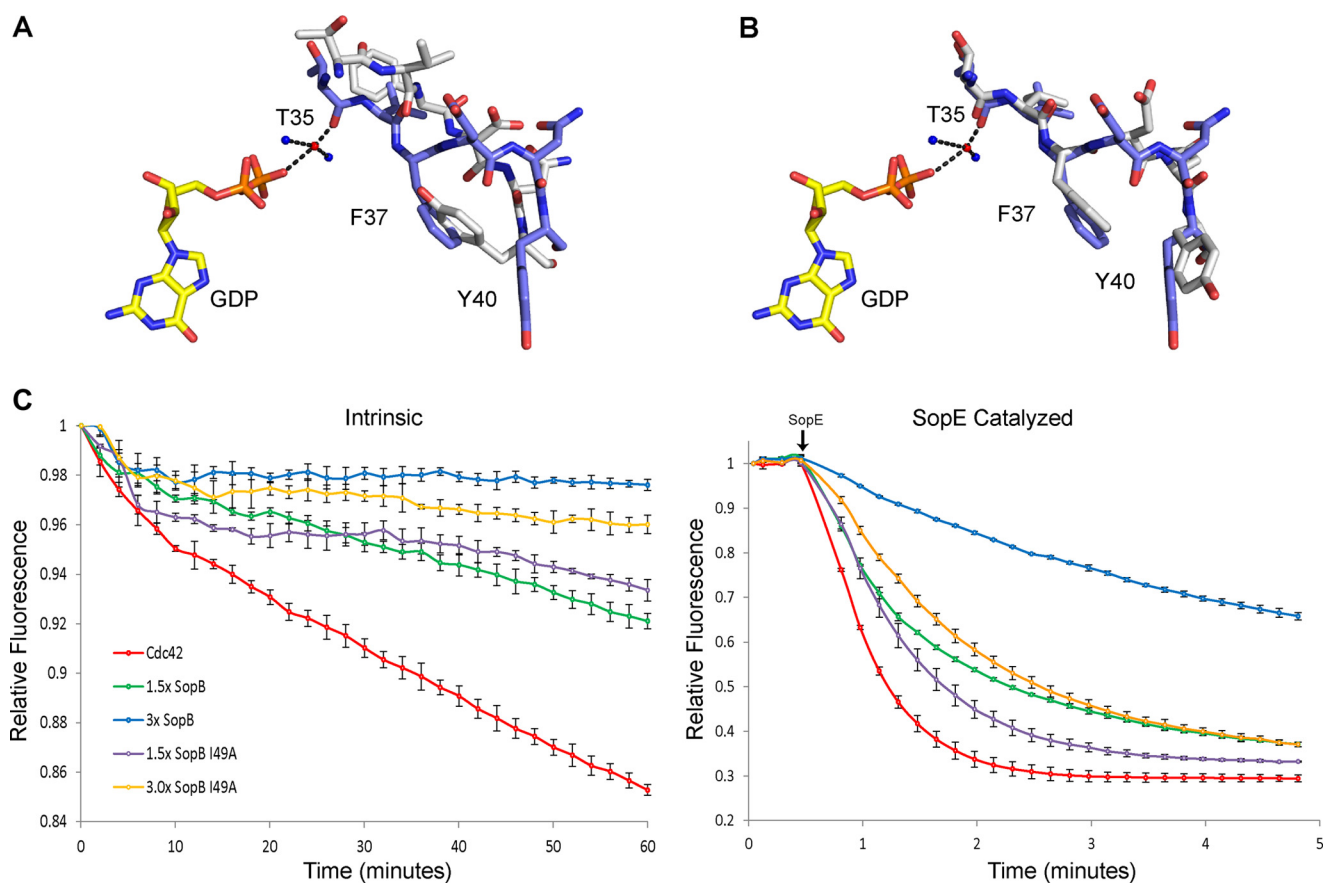 A
T35
F37
Y40
GDP
B
T35
F37
Y40
GDP
C
Intrinsic
Relative Fluorescence
1
0.98
0.96
0.94
0.92
0.9
0.88
0.86
0.84
Cdc42
1.5x SopB
3x SopB
1.5x SopB I49A
3.0x SopB I49A
0 10 20 30 40 50 60
Time (minutes)
SopE Catalyzed
SopE
Relative Fluorescence
1
0.9
0.8
0.7
0.6
0.5
0.4
0.3
0.2
0 1 2 3 4 5
Time (minutes)